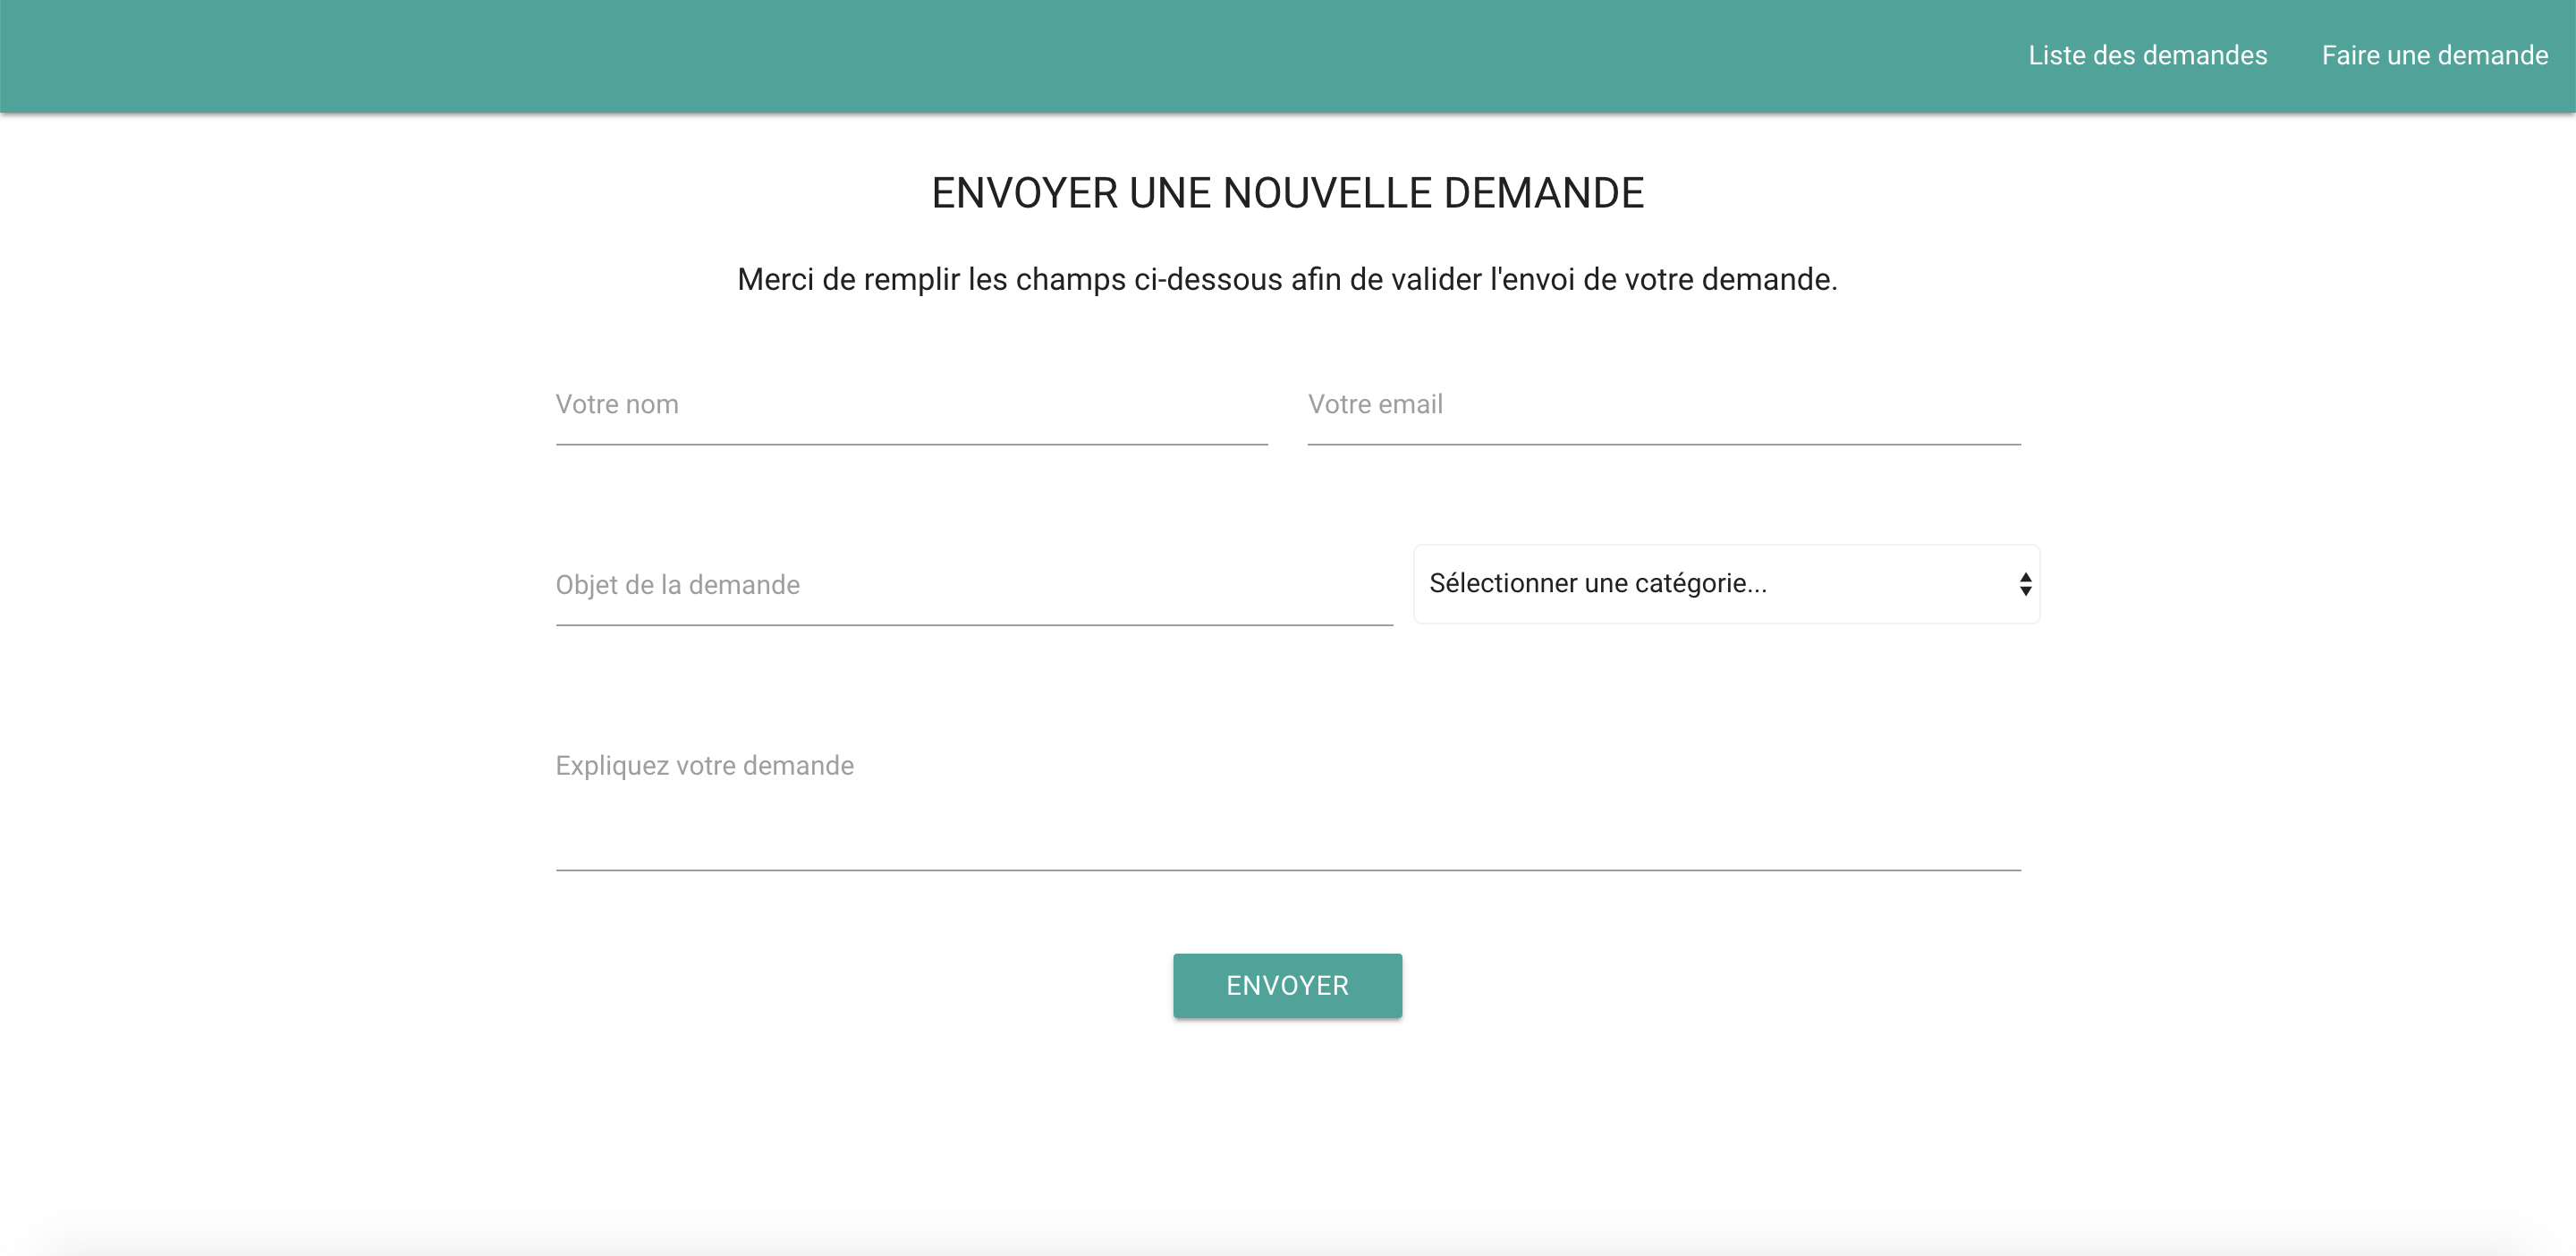 Liste des demandes Faire une demande
ENVOYER UNE NOUVELLE DEMANDE
Merci de remplir les champs ci-dessous afin de valider l'envoi de votre demande.
Votre nom Votre email
Objet de la demande Sélectionner une catégorie...
Expliquez votre demande
ENVOYER